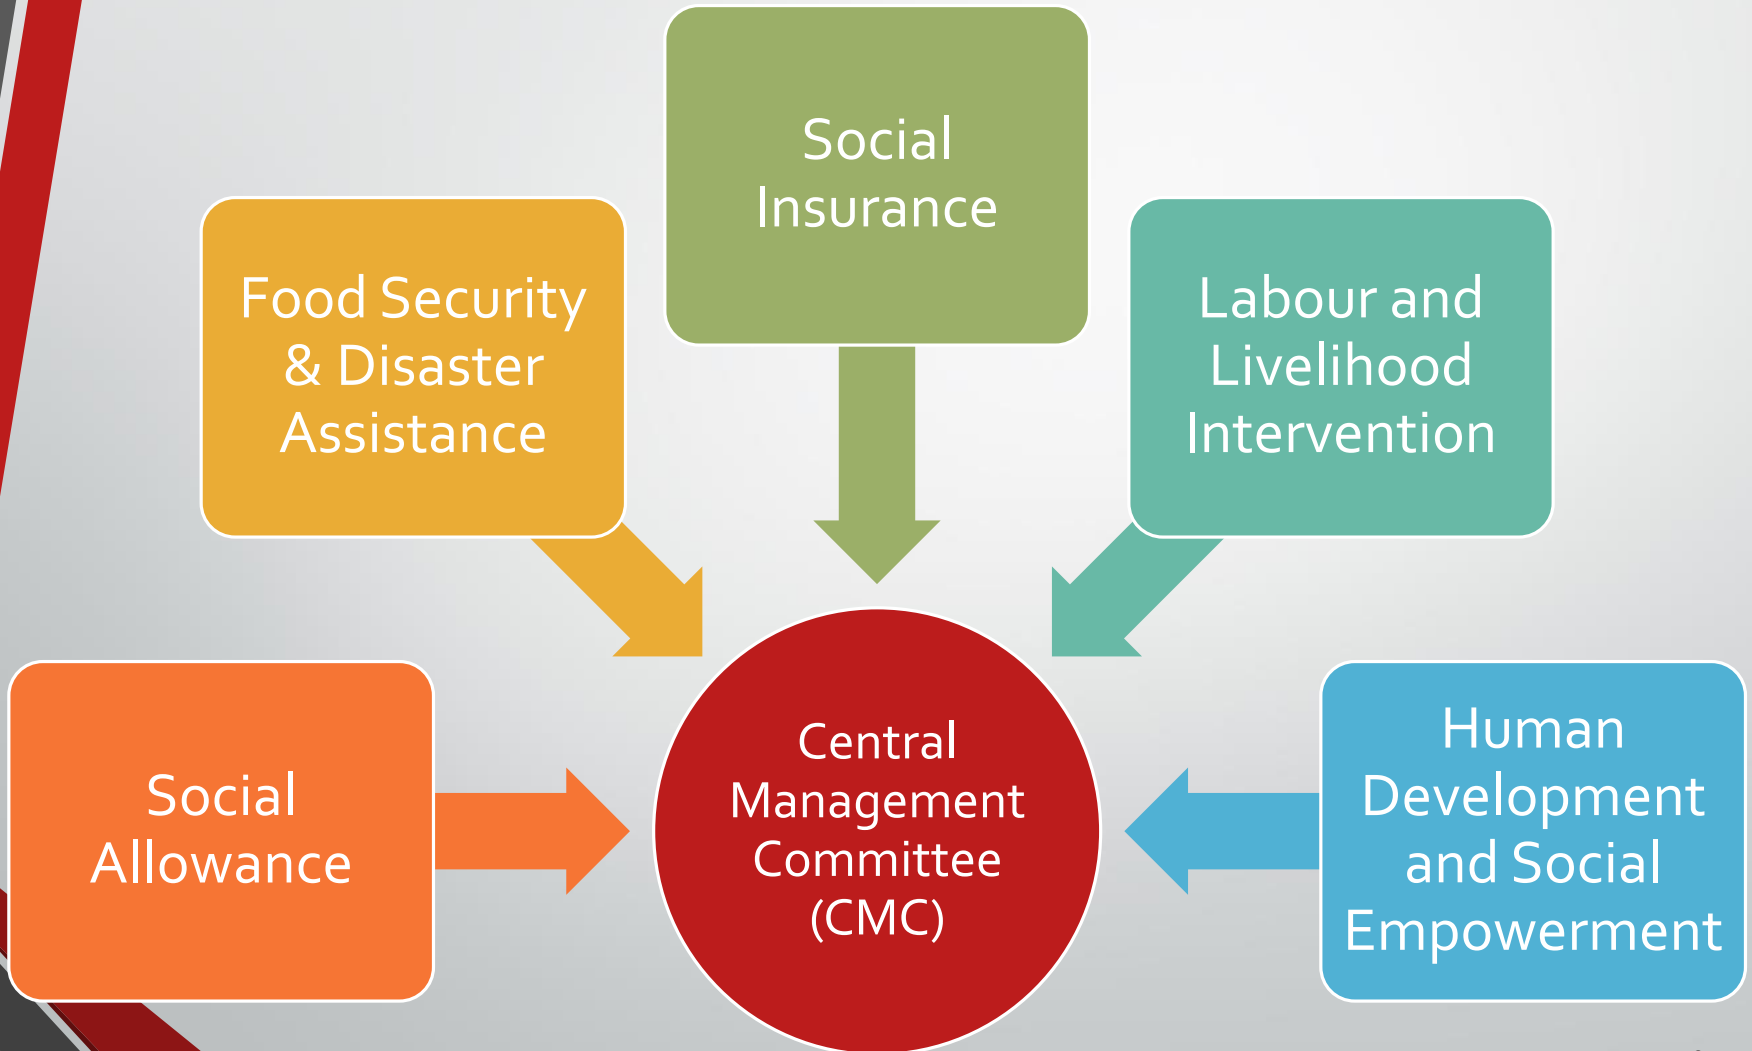 Social
Insurance
Food Security
& Disaster
Assistance
Labour and
Livelihood
Intervention
Social
Allowance
Central
Management
Committee
(CMC)
Human
Development
and Social
Empowerment